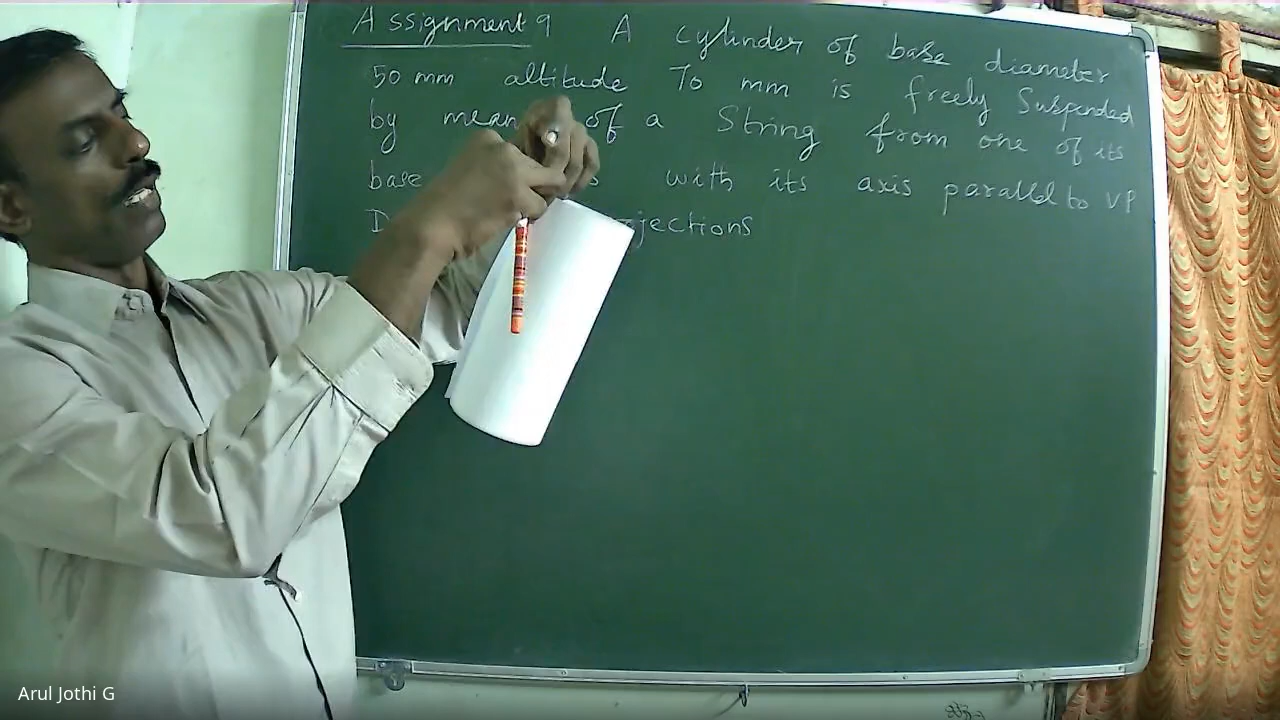 Assignment 9 A cylinder of base diameter
50 mm altitude 70 mm is freely Suspended
by mean of a String from one of its
base s with its axis parallel to VP
D jections
Arul Jothi G